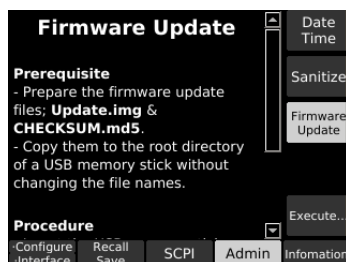 Firmware Update
Date
Time
Prerequisite
- Prepare the firmware update
files; Update.img &
CHECKSUM.md5.
- Copy them to the root directory
of a USB memory stick without
changing the file names.
Sanitize
Firmware
Update
Procedure
Execute...
·Configure
·Interface
Recall
Save
SCPI
Admin
Infomation